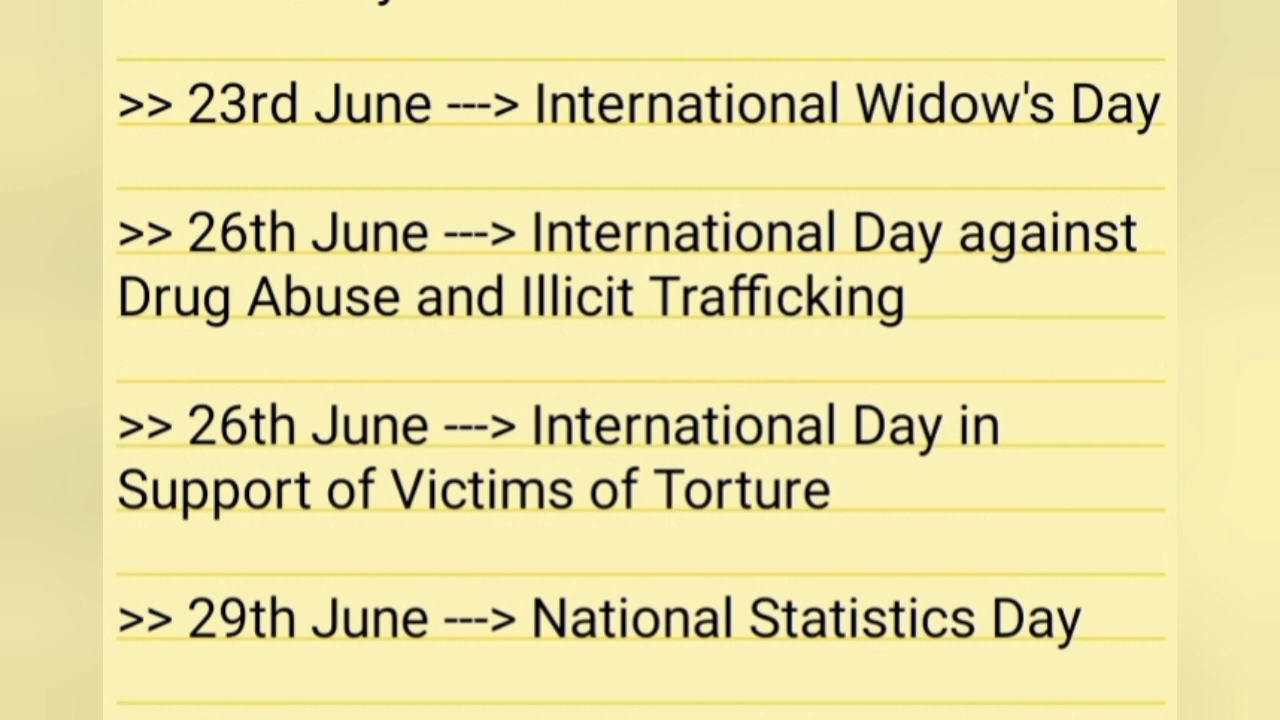 >> 23rd June ---> International Widow's Day
>> 26th June ---> International Day against
Drug Abuse and Illicit Trafficking
>> 26th June ---> International Day in
Support of Victims of Torture
>> 29th June ---> National Statistics Day